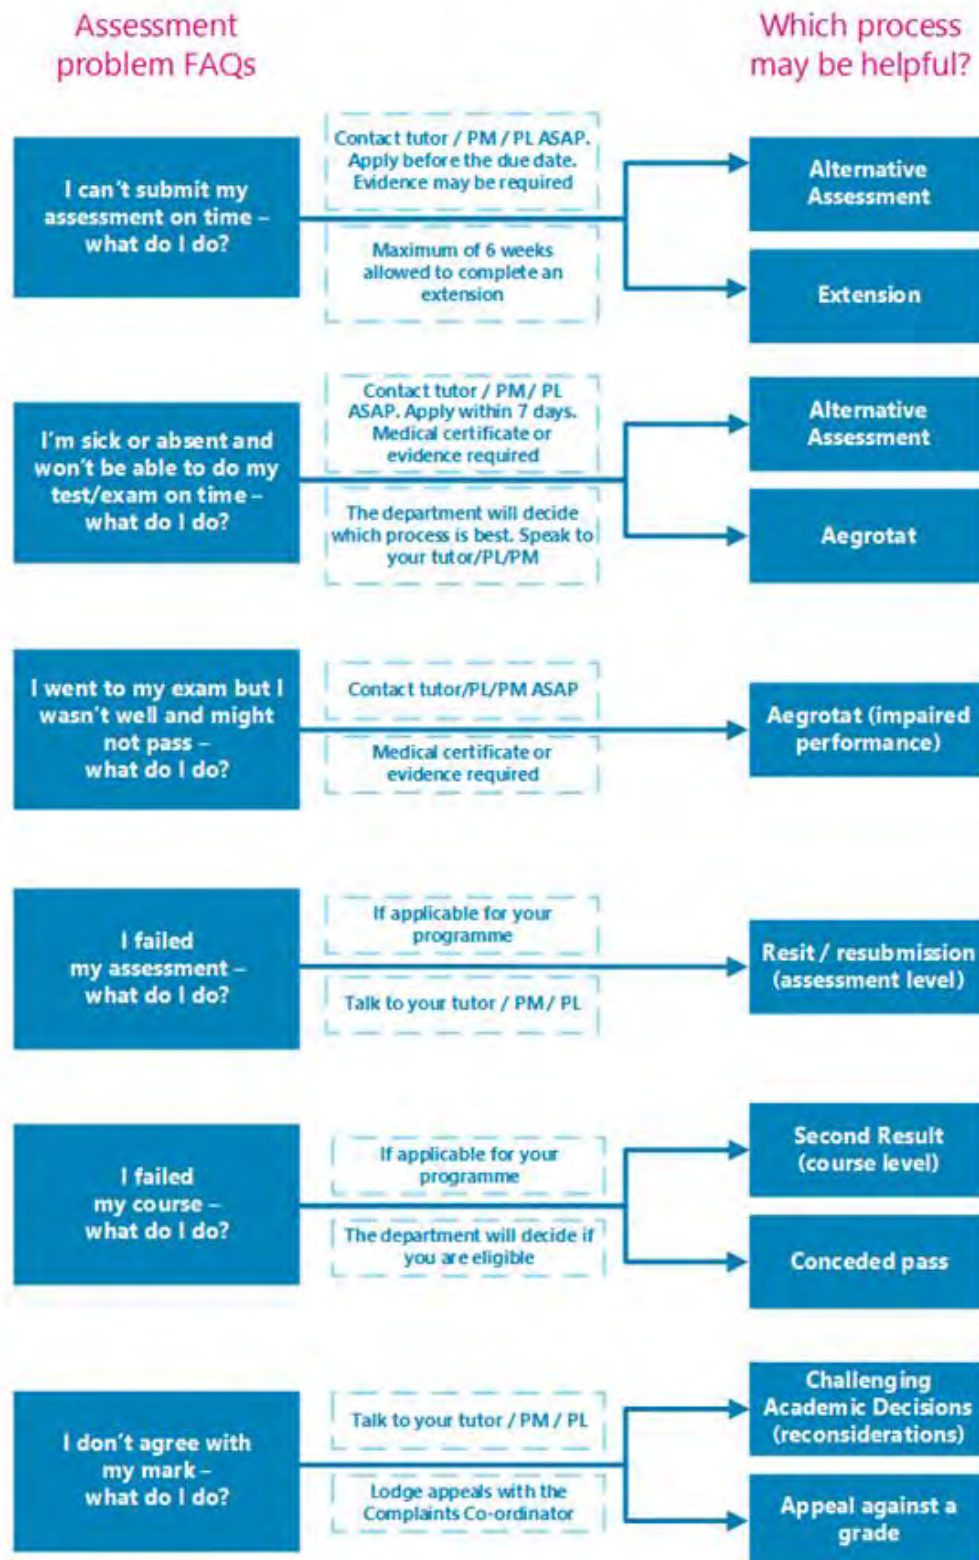 Assessment
problem FAQs
Which process
may be helpful?
I can't submit my
assessment on time –
what do I do?
Contact tutor / PM / PL ASAP.
Apply before the due date.
Evidence may be required
Maximum of 6 weeks
allowed to complete an
extension
Alternative
Assessment
Extension
I'm sick or absent and
won't be able to do my
test/exam on time –
what do I do?
Contact tutor / PM / PL
ASAP. Apply within 7 days.
Medical certificate or
evidence required
The department will decide
which process is best. Speak to
your tutor/PL/PM
Alternative
Assessment
Aegrotat
I went to my exam but I
wasn't well and might
not pass –
what do I do?
Contact tutor/PL/PM ASAP
Medical certificate or
evidence required
Aegrotat (impaired
performance)
I failed
my assessment –
what do I do?
If applicable for your
programme
Talk to your tutor / PM / PL
Resit / resubmission
(assessment level)
I failed
my course –
what do I do?
If applicable for your
programme
The department will decide if
you are eligible
Second Result
(course level)
Conceded pass
I don't agree with
my mark –
what do I do?
Talk to your tutor / PM / PL
Lodge appeals with the
Complaints Co-ordinator
Challenging
Academic Decisions
(reconsiderations)
Appeal against a
grade